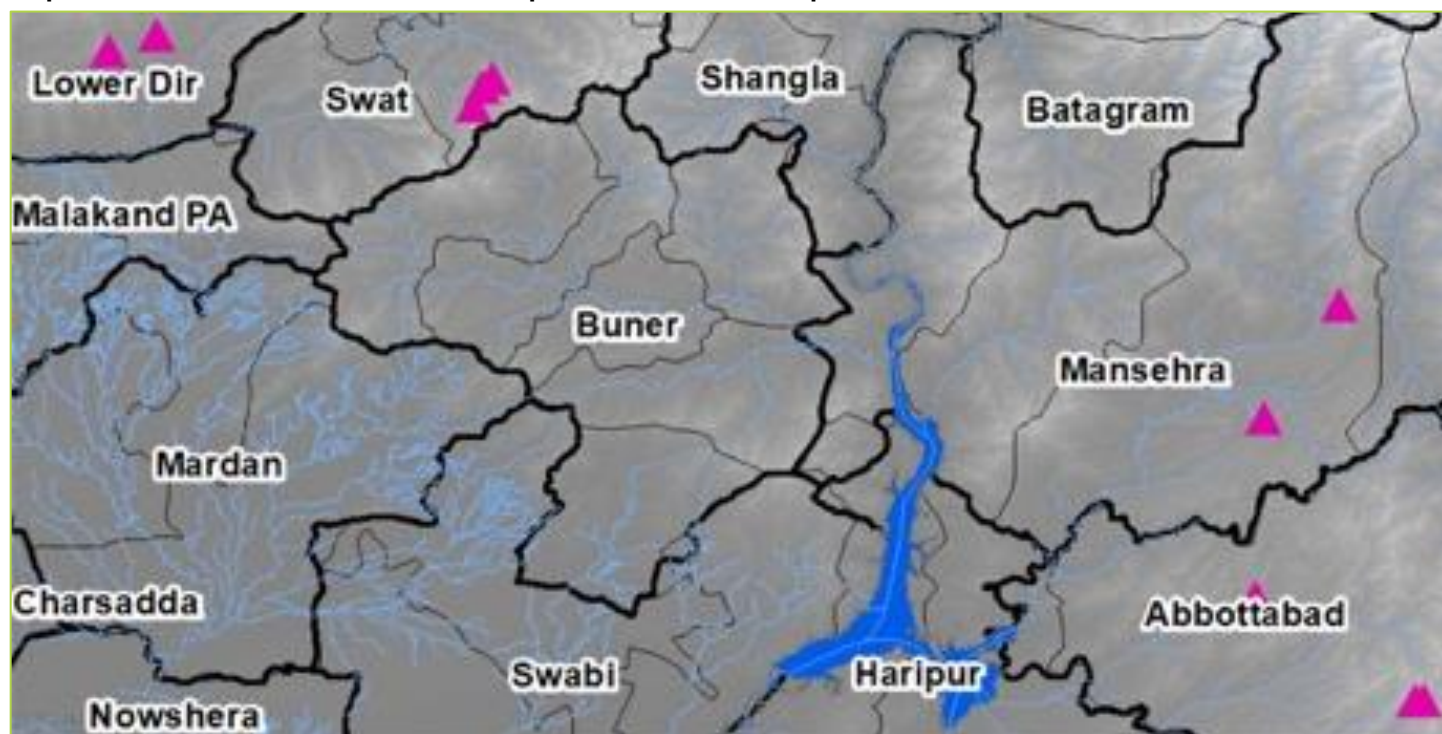 Lower Dir
Swat
Shangla
Batagram
Malakand PA
Buner
Mansehra
Mardan
Charsadda
Abbottabad
Swabi
Haripur
Nowshera